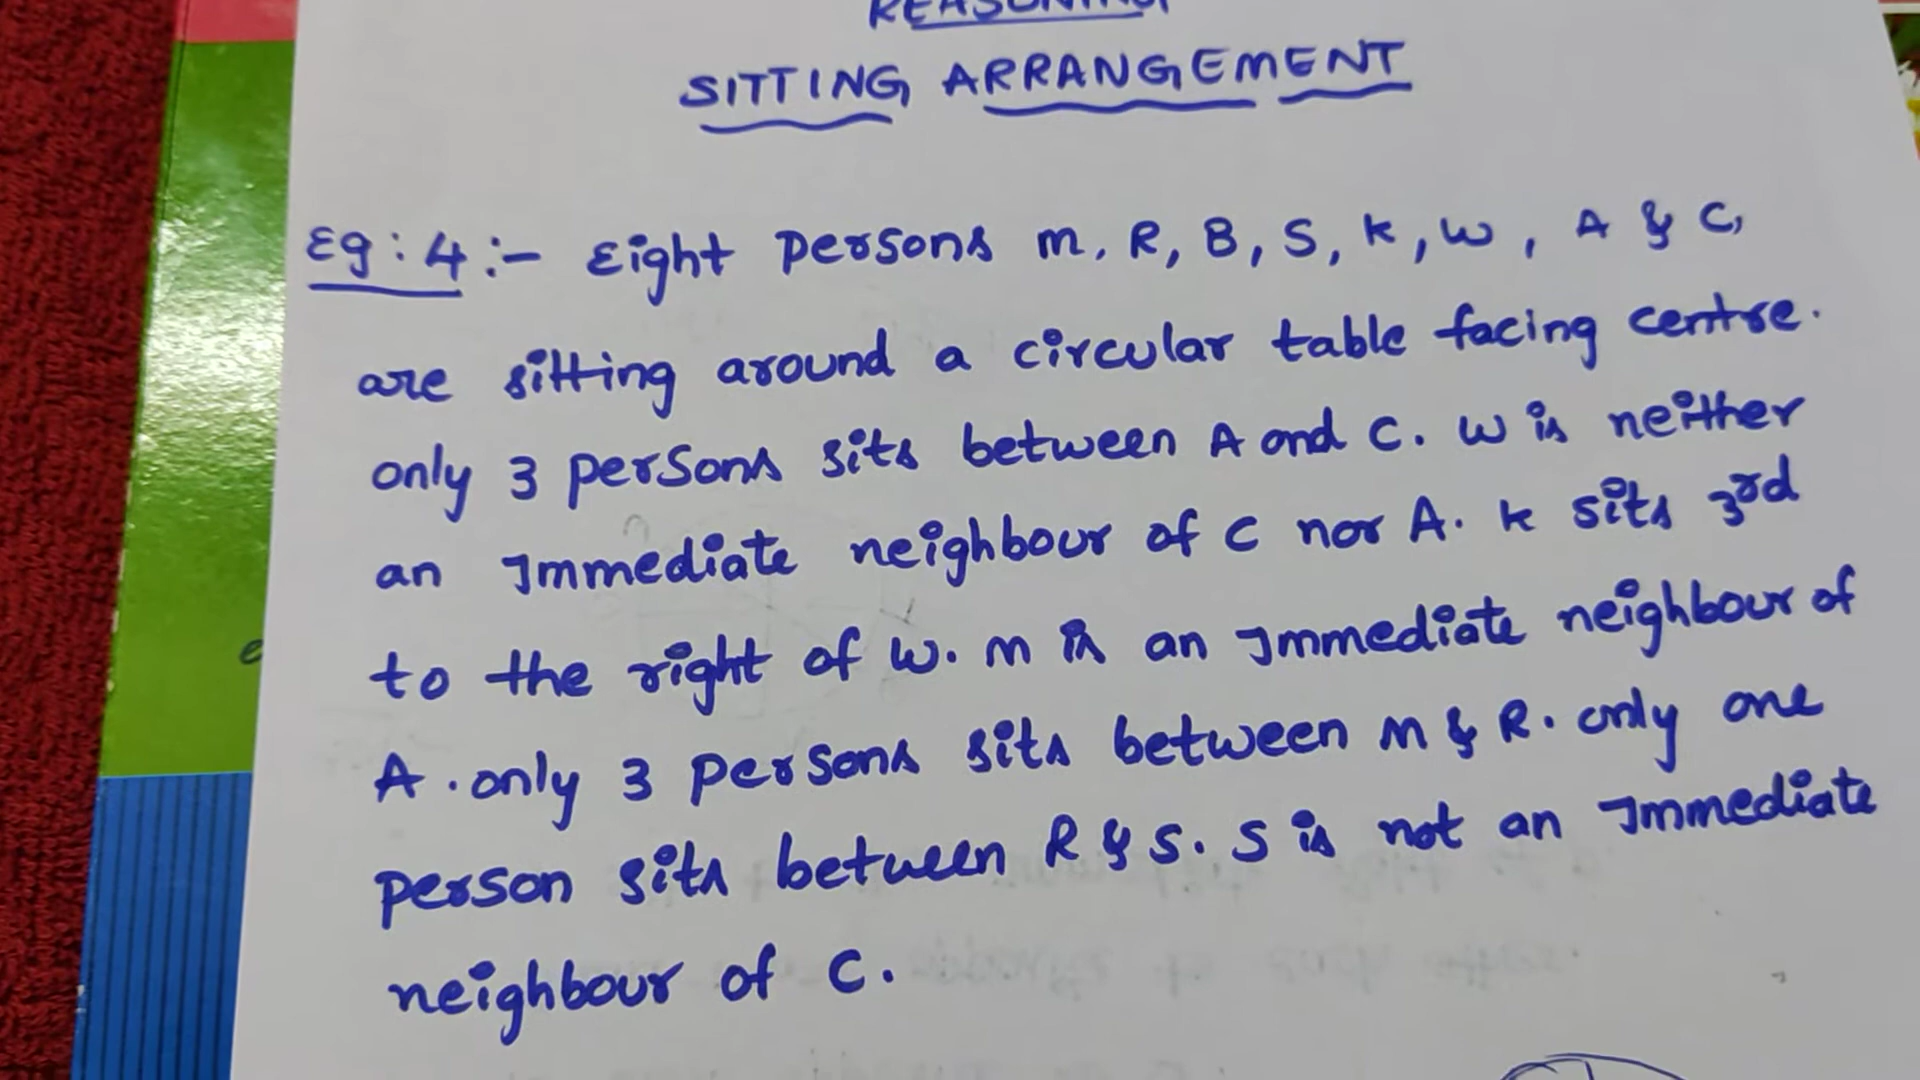 REASONING
SITTING ARRANGEMENT
Eg:4:- Eight Persons M, R, B, S, K, W, A & C,
are sitting around a circular table facing centre.
only 3 persons sits between A and C. W is neither
an Immediate neighbour of C nor A. K sits 3rd
to the right of W. M is an Immediate neighbour of
A. only 3 persons sits between M & R. only one
person sits between R & S. S is not an Immediate
neighbour of C.